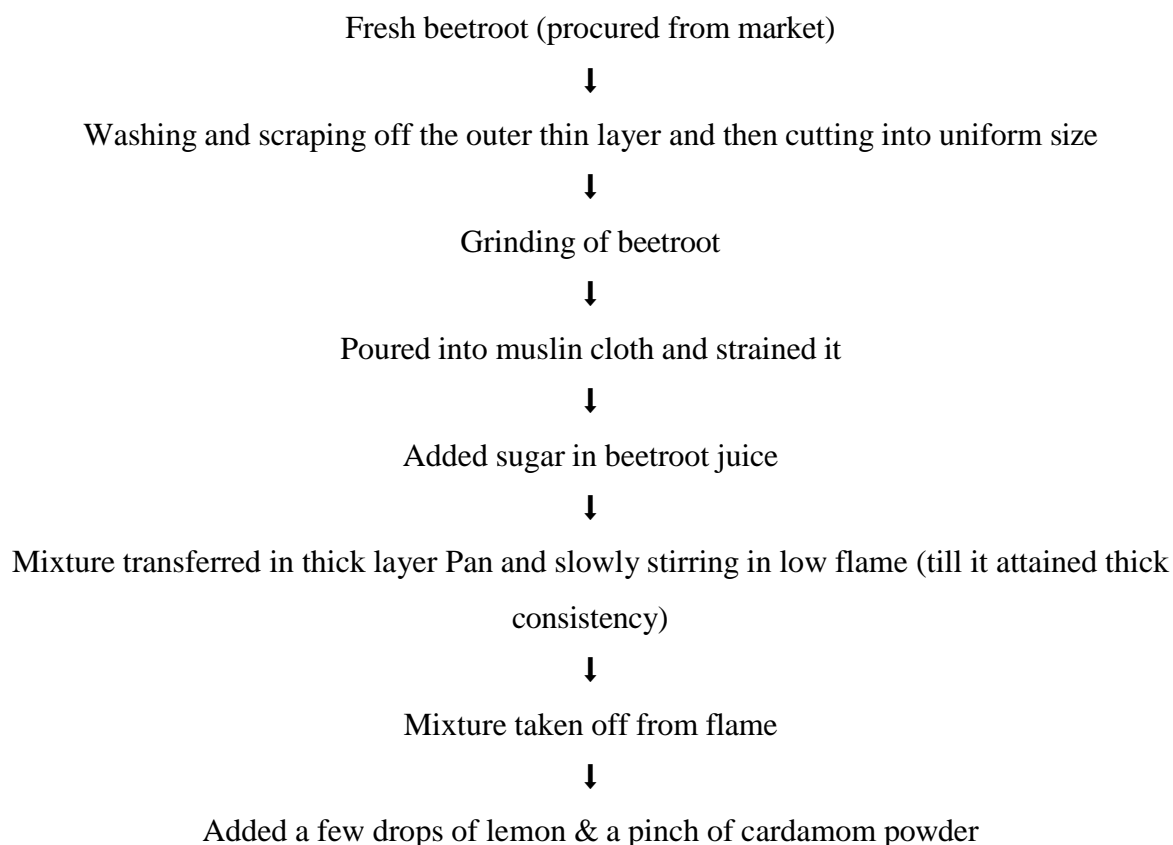 Fresh beetroot (procured from market)
Washing and scraping off the outer thin layer and then cutting into uniform size
Grinding of beetroot
Poured into muslin cloth and strained it
Added sugar in beetroot juice
Mixture transferred in thick layer Pan and slowly stirring in low flame (till it attained thick
consistency)
Mixture taken off from flame
Added a few drops of lemon & a pinch of cardamom powder